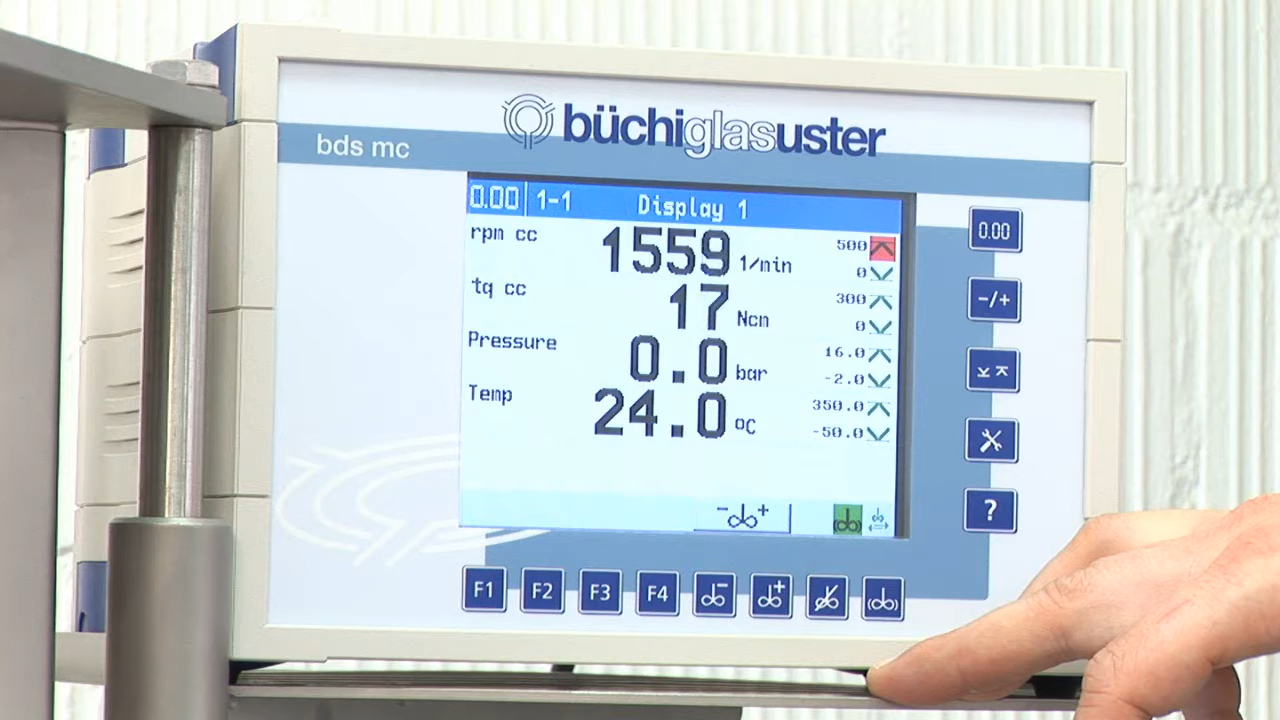 büchiglasuster
bds mc
0.00 1-1 Display 1
0.00
rpm cc 1559 1/min 500
0
-/+
tq cc 17 Ncm 300
0
Pressure 0.0 bar 16.0
-2.0
Temp 24.0 °C 350.0
-50.0
?
- +
F1 F2 F3 F4 - +